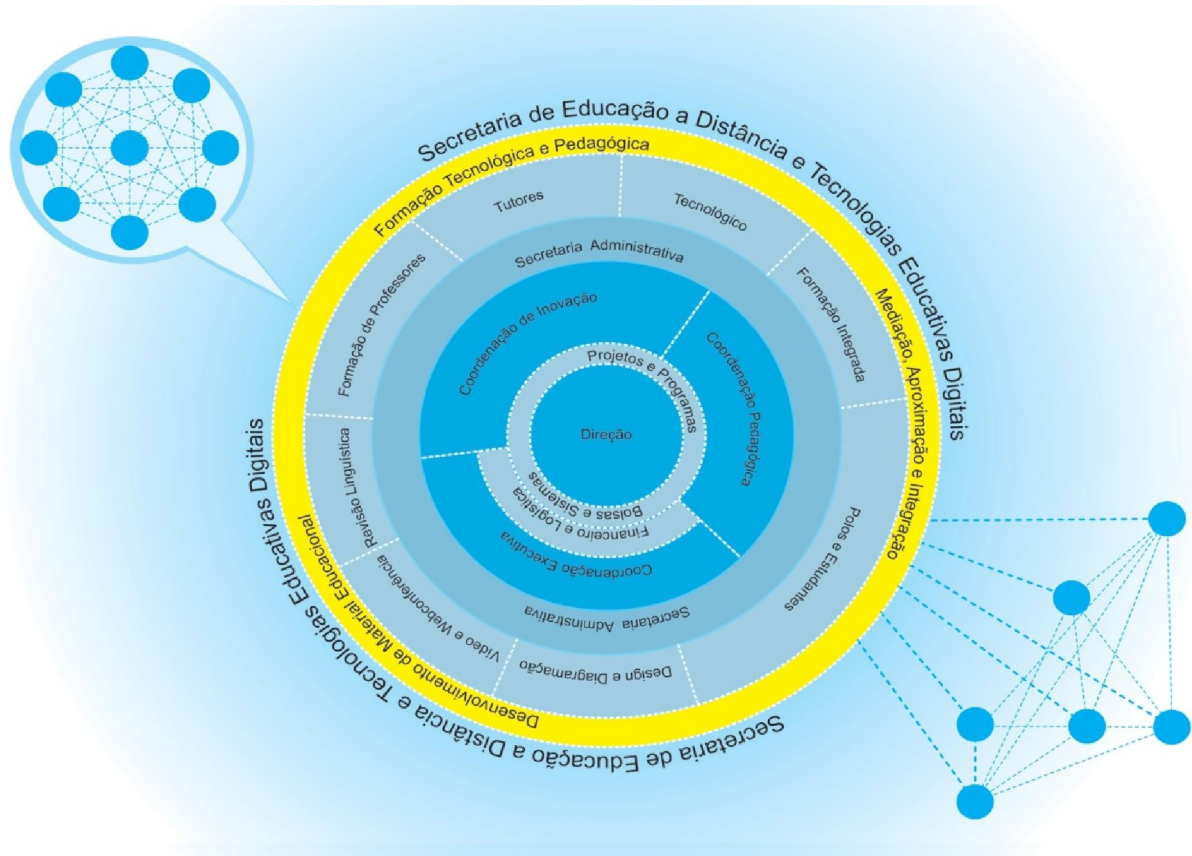 Secretaria de Educação a Distância e Tecnologias Educativas Digitais
Formação Tecnológica e Pedagógica
Mediação, Aproximação e Integração
Desenvolvimento de Material Educacional
Tutores
Tecnológico
Formação Integrada
Polos e Estudantes
Design e Diagramação
Vídeo e Webconferência
Revisão Linguística
Formação de Professores
Secretaria Administrativa
Coordenação de Inovação
Coordenação Pedagógica
Projetos e Programas
Direção
Bolsas e Sistemas
Financeiro e Logística
Coordenação Executiva
Secretaria Adminstrativa
Secretaria de Educação a Distância e Tecnologias Educativas Digitais